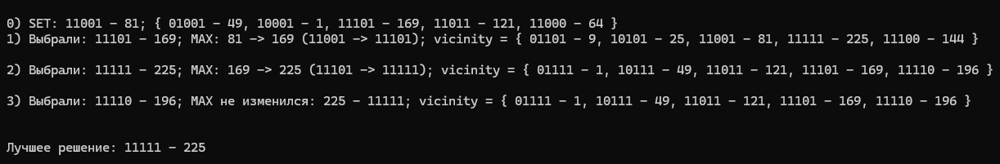 0) SET: 11001 – 81; { 01001 – 49, 10001 – 1, 11101 – 169, 11011 – 121, 11000 – 64 }
1) Выбрали: 11101 – 169; MAX: 81 -> 169 (11001 -> 11101); vicinity = { 01101 – 9, 10101 – 25, 11001 – 81, 11111 – 225, 11100 – 144 }
2) Выбрали: 11111 – 225; MAX: 169 -> 225 (11101 -> 11111); vicinity = { 01111 – 1, 10111 – 49, 11011 – 121, 11101 – 169, 11110 – 196 }
3) Выбрали: 11110 – 196; MAX не изменился: 225 – 11111; vicinity = { 01111 – 1, 10111 – 49, 11011 – 121, 11101 – 169, 11110 – 196 }
Лучшее решение: 11111 – 225